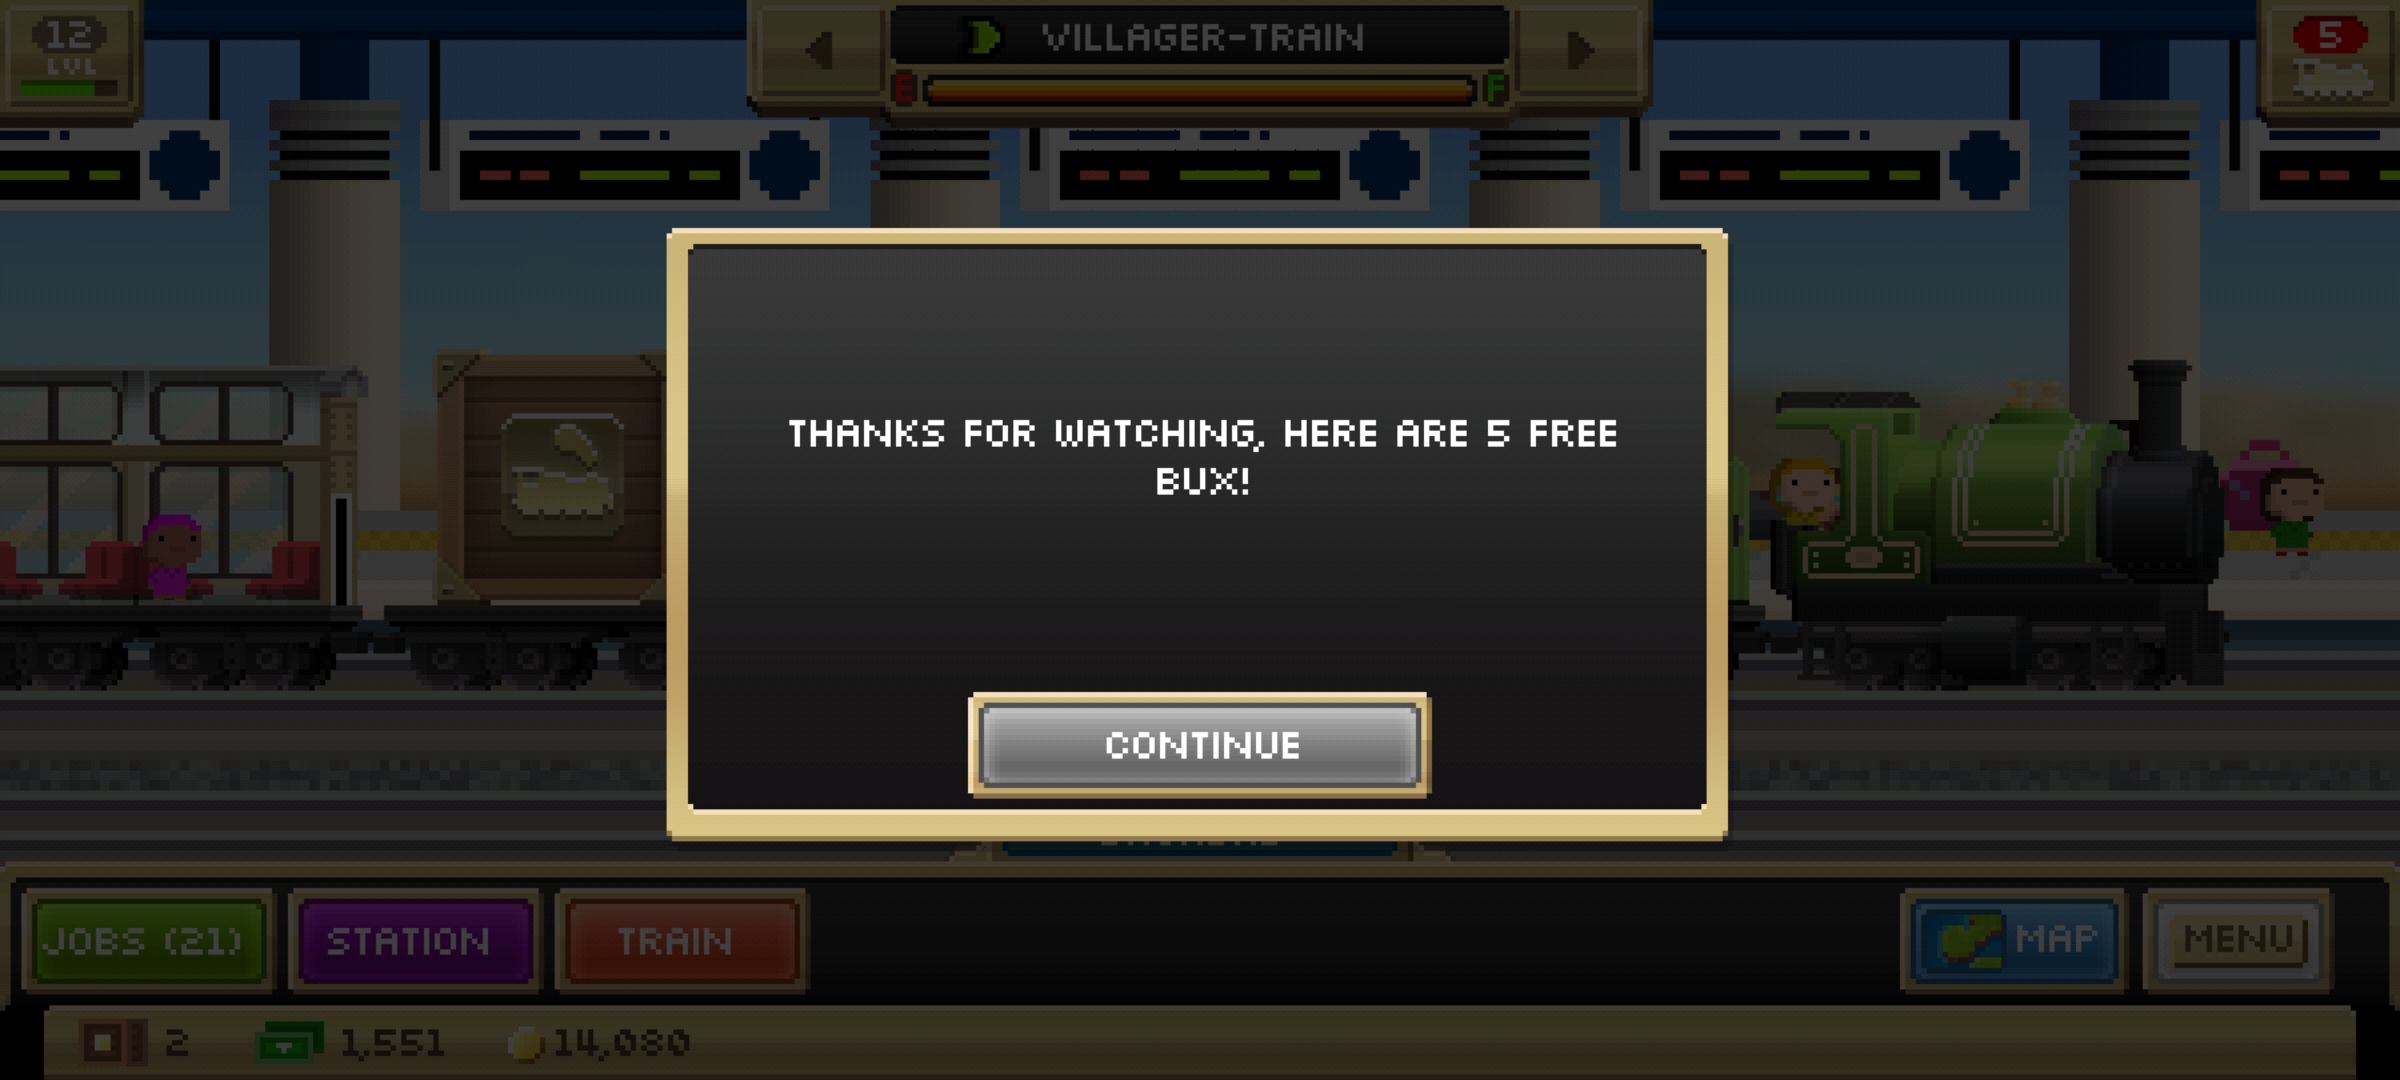 12
LVL
VILLAGER-TRAIN
5
E
F
THANKS FOR WATCHING, HERE ARE 5 FREE
BUX!
CONTINUE
JOBS (21)
STATION
TRAIN
MAP
MENU
2
1,551
14,080